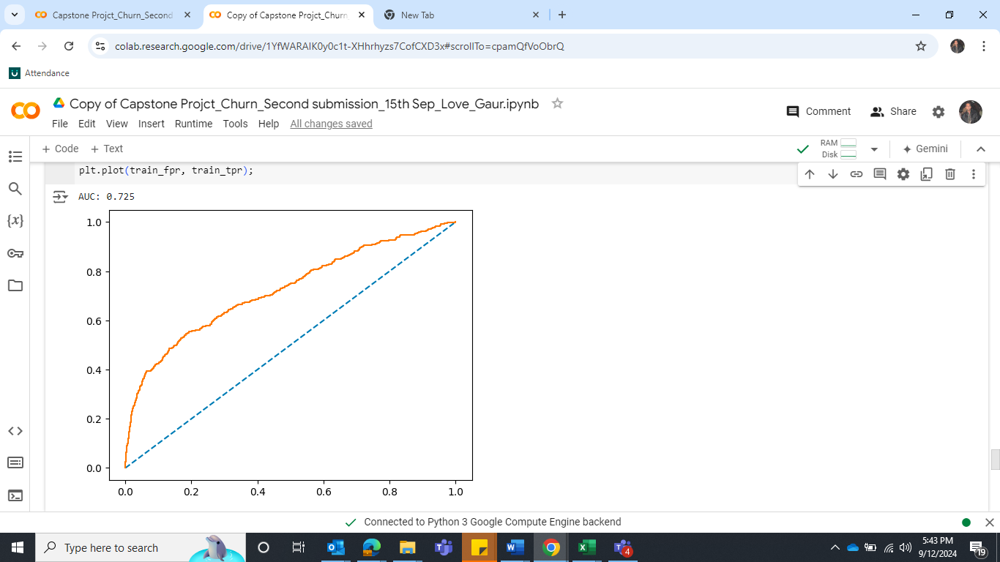 Capstone Projct_Churn_Second
Copy of Capstone Projct_Churn
New Tab
colab.research.google.com/drive/1YfWARAIK0y0c1t-XHhrhyzs7CofCXD3x#scrollTo=cpamQfVoObrQ
Attendance
Copy of Capstone Projct_Churn_Second submission_15th Sep_Love_Gaur.ipynb
Comment
Share
File Edit View Insert Runtime Tools Help All changes saved
+ Code + Text
RAM
Disk
Gemini
plt.plot(train_fpr, train_tpr);
{x}
AUC: 0.725
1.0
0.8
0.6
0.4
0.2
0.0
0.0 0.2 0.4 0.6 0.8 1.0
Connected to Python 3 Google Compute Engine backend
Type here to search
4
5:43 PM
9/12/2024
19